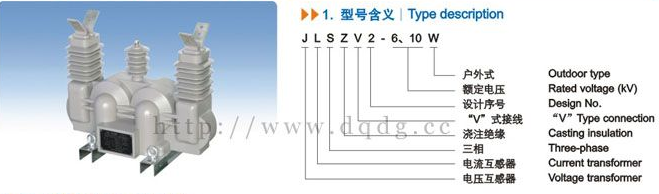 ▶▶ 1. 型号含义 | Type description
J L S Z V 2 - 6、10 W
户外式 Outdoor type
额定电压 Rated voltage (kV)
设计序号 Design No.
“V”式接线 “V” Type connection
浇注绝缘 Casting insulation
三相 Three-phase
电流互感器 Current transformer
电压互感器 Voltage transformer
http://www.dqdg.cc